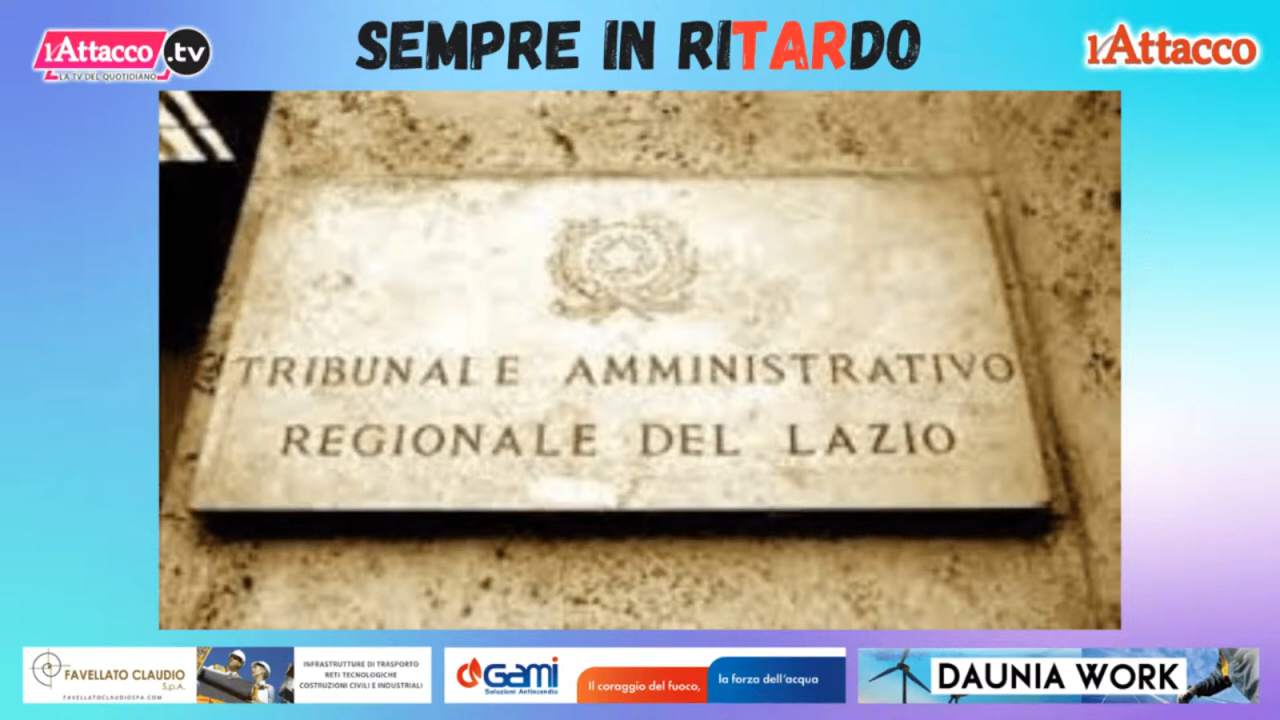 l'Attacco .tv
LA TV DEL QUOTIDIANO
SEMPRE IN RITARDO
l'Attacco
TRIBUNALE AMMINISTRATIVO
REGIONALE DEL LAZIO
FAVELLATO CLAUDIO
S.p.A.
FAVELLATOCLAUDIOSPA.COM
INFRASTRUTTURE DI TRASPORTO
RETI TECNOLOGICHE
COSTRUZIONI CIVILI E INDUSTRIALI
GAMI
Soluzioni Antincendio
Il coraggio del fuoco,
la forza dell'acqua
DAUNIA WORK